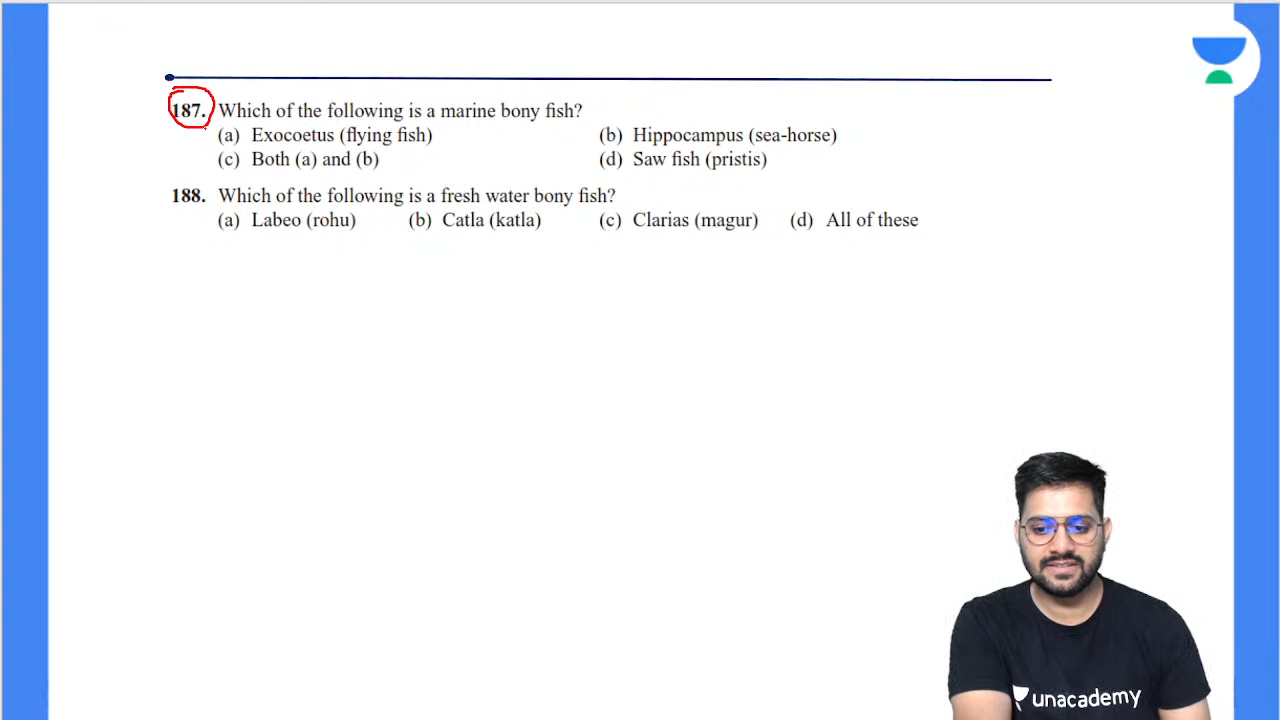 187. Which of the following is a marine bony fish?
(a) Exocoetus (flying fish) (b) Hippocampus (sea-horse)
(c) Both (a) and (b) (d) Saw fish (pristis)
188. Which of the following is a fresh water bony fish?
(a) Labeo (rohu) (b) Catla (katla) (c) Clarias (magur) (d) All of these
unacademy